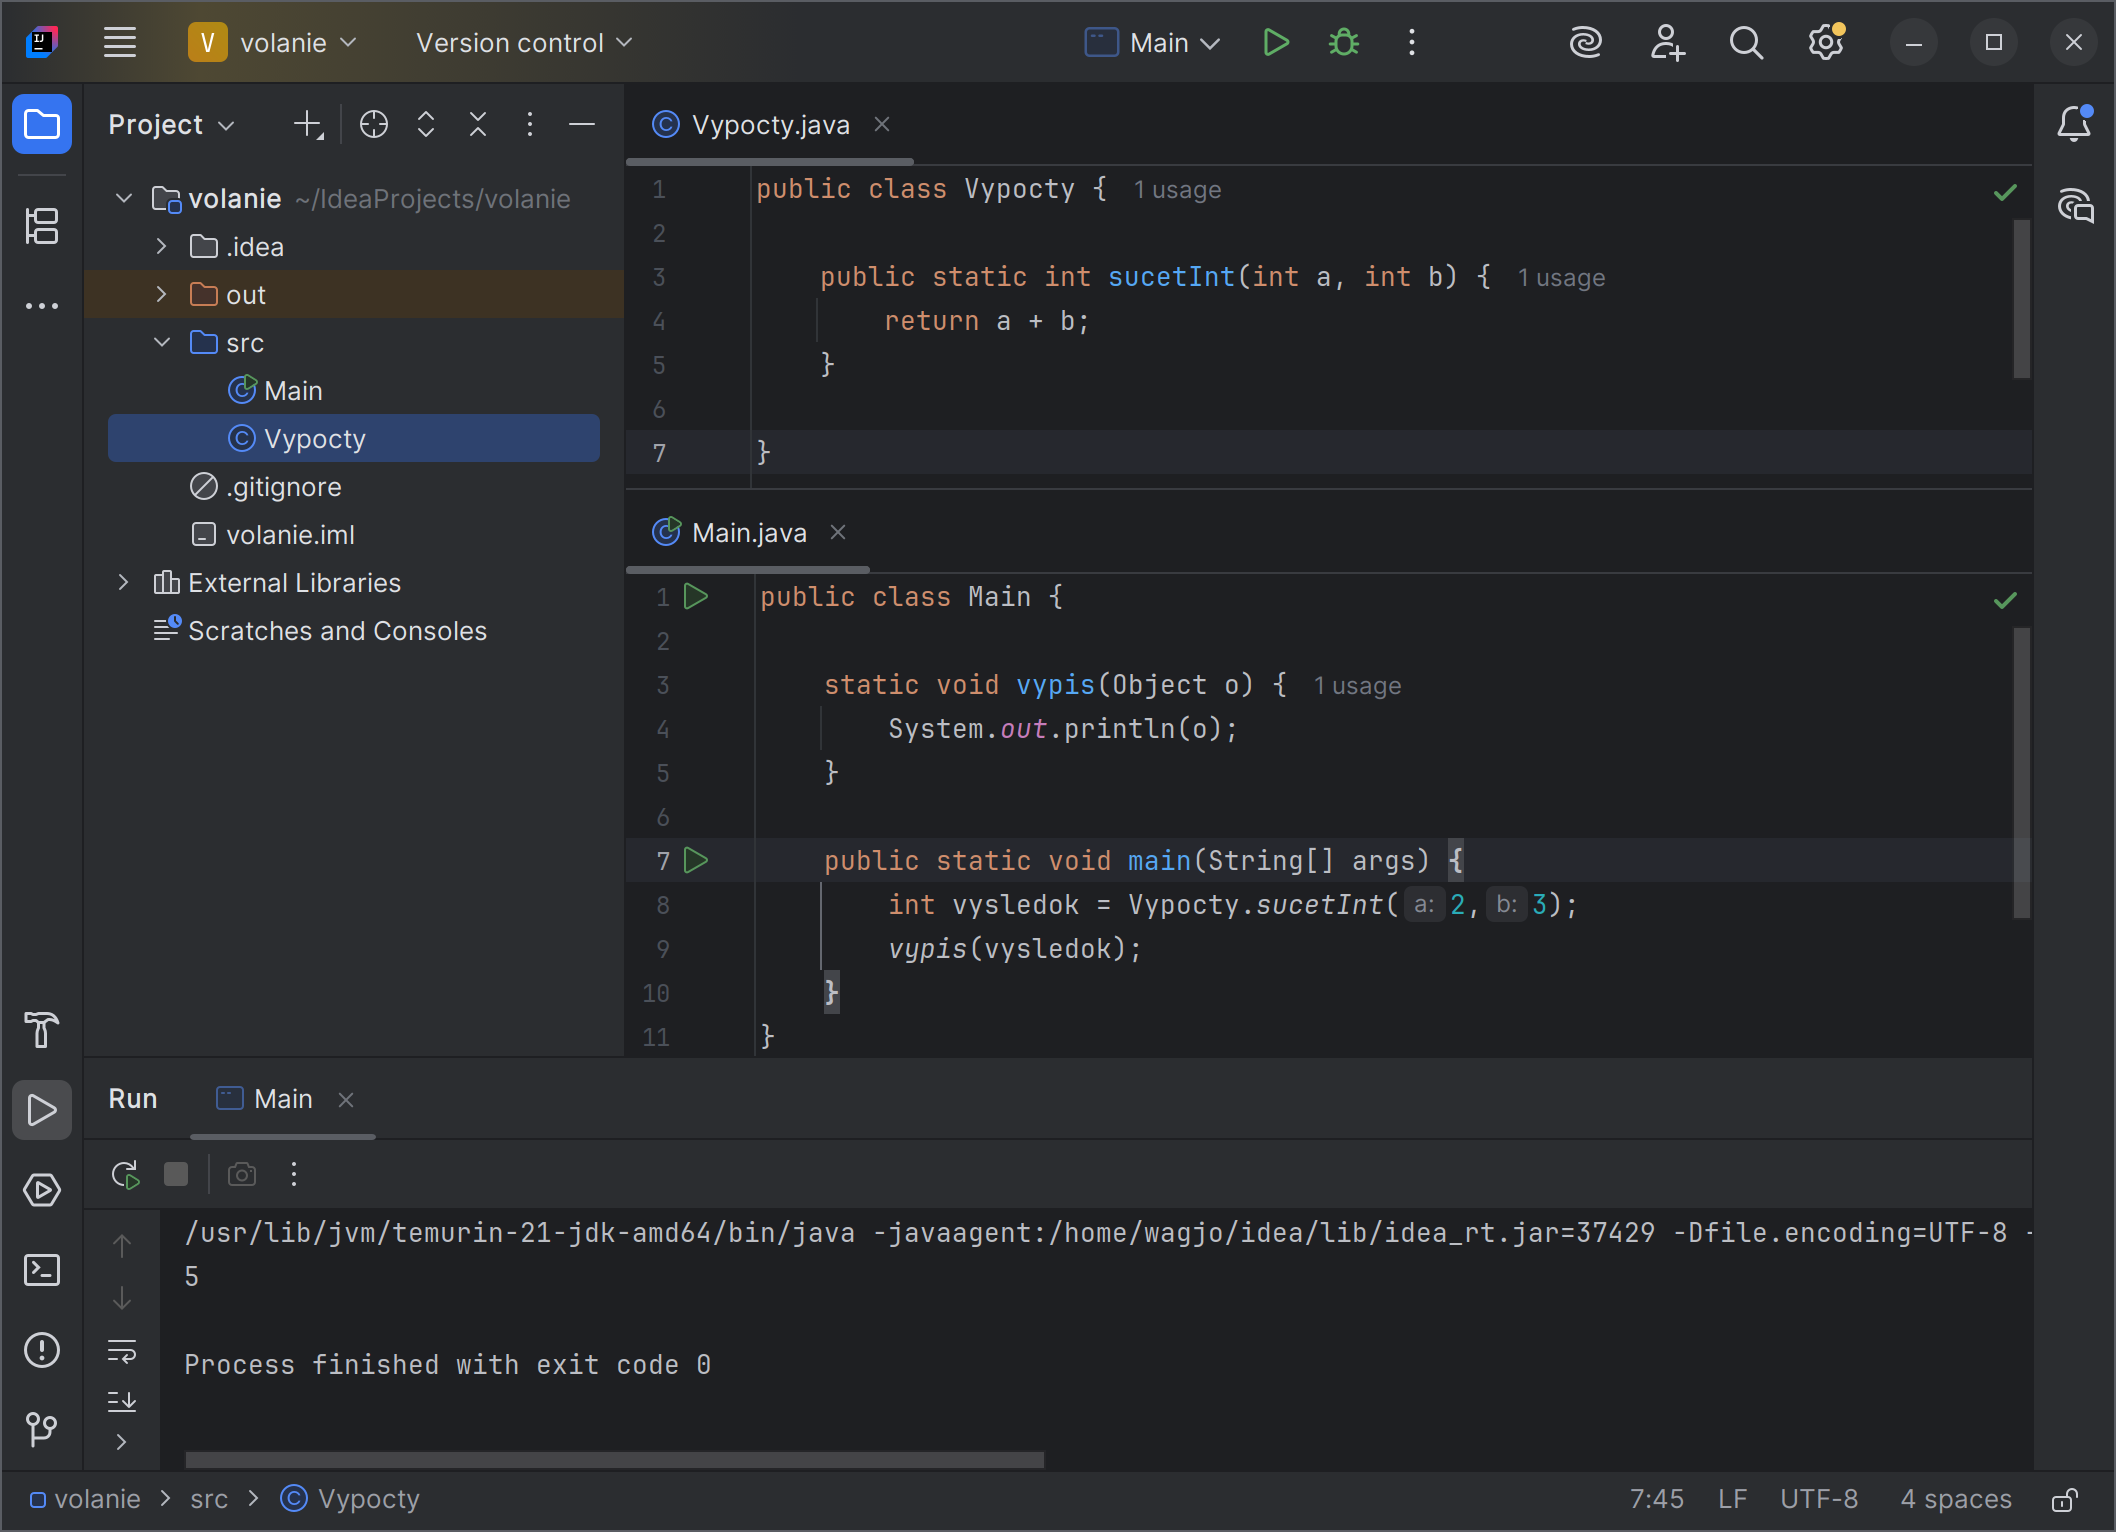 V volanie Version control Main
Project
volanie ~/IdeaProjects/volanie
.idea
out
src
Main
Vypocty
.gitignore
volanie.iml
External Libraries
Scratches and Consoles
Vypocty.java
1 public class Vypocty { 1 usage
2
3 public static int sucetInt(int a, int b) { 1 usage
4 return a + b;
5 }
6
7 }
Main.java
1 public class Main {
2
3 static void vypis(Object o) { 1 usage
4 System.out.println(o);
5 }
6
7 public static void main(String[] args) {
8 int vysledok = Vypocty.sucetInt( a: 2, b: 3);
9 vypis(vysledok);
10 }
11 }
Run Main
/usr/lib/jvm/temurin-21-jdk-amd64/bin/java -javaagent:/home/wagjo/idea/lib/idea_rt.jar=37429 -Dfile.encoding=UTF-8 -
5
Process finished with exit code 0
volanie src Vypocty 7:45 LF UTF-8 4 spaces